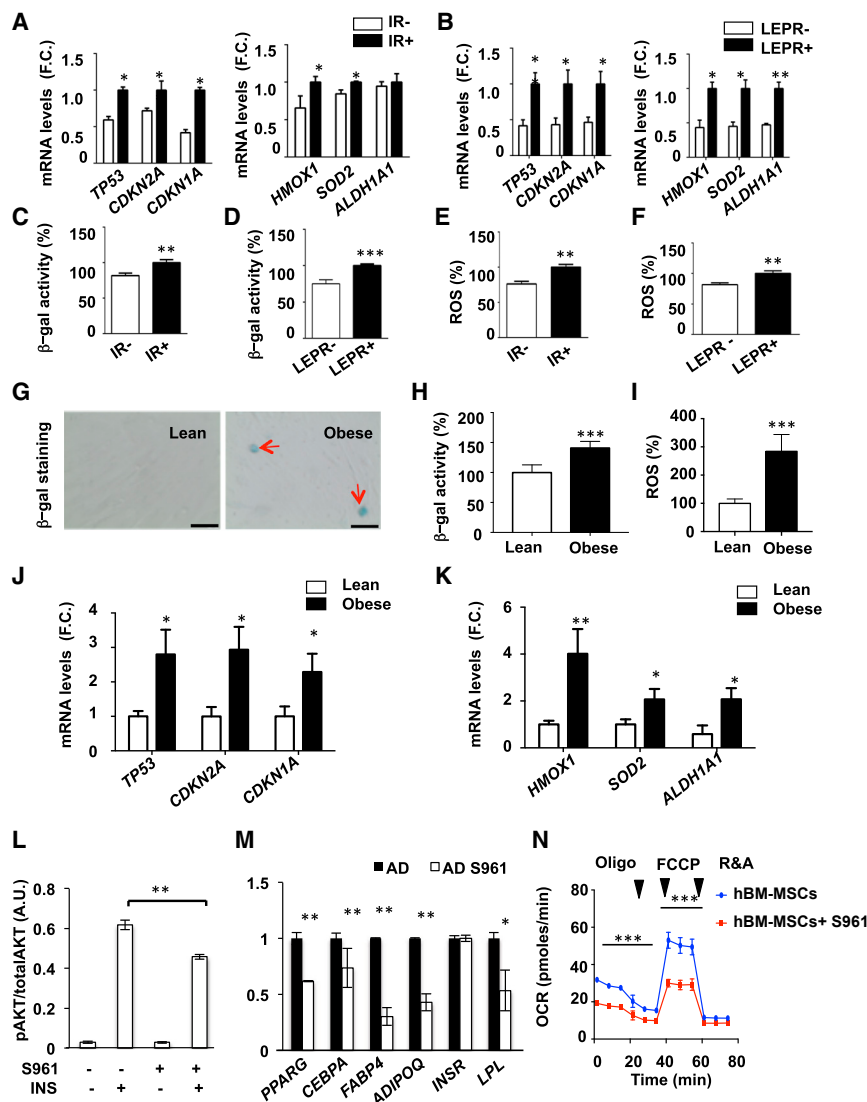 A
IR-
IR+
mRNA levels (F.C.)
1.5
1.0
0.5
0
* * *
TP53 CDKN2A CDKN1A
mRNA levels (F.C.)
1.5
1.0
0.5
0
* *
HMOX1 SOD2 ALDH1A1
B
LEPR-
LEPR+
mRNA levels (F.C.)
1.5
1.0
0.5
0
* * *
TP53 CDKN2A CDKN1A
mRNA levels (F.C.)
1.5
1.0
0.5
0
* * **
HMOX1 SOD2 ALDH1A1
C
β-gal activity (%)
150
100
50
0
**
IR- IR+
D
β-gal activity (%)
150
100
50
0
***
LEPR- LEPR+
E
ROS (%)
150
100
50
0
**
IR- IR+
F
ROS (%)
150
100
50
0
**
LEPR - LEPR+
G
β-gal staining
Lean
Obese
H
β-gal activity (%)
200
150
100
50
0
***
Lean Obese
I
ROS (%)
400
300
200
100
0
***
Lean Obese
J
Lean
Obese
mRNA levels (F.C.)
4
3
2
1
0
* * *
TP53 CDKN2A CDKN1A
K
Lean
Obese
mRNA levels (F.C.)
6
4
2
0
** * *
HMOX1 SOD2 ALDH1A1
L
pAKT/totalAKT (A.U.)
0.8
0.6
0.4
0.2
0
**
S961 - - + +
INS - + - +
M
AD AD S961
1.5
1
0.5
0
** ** ** ** *
PPARG CEBPA FABP4 ADIPOQ INSR LPL
N
Oligo FCCP R&A
hBM-MSCs
hBM-MSCs+ S961
OCR (pmoles/min)
80
60
40
20
0
*** ***
0 20 40 60 80
Time (min)